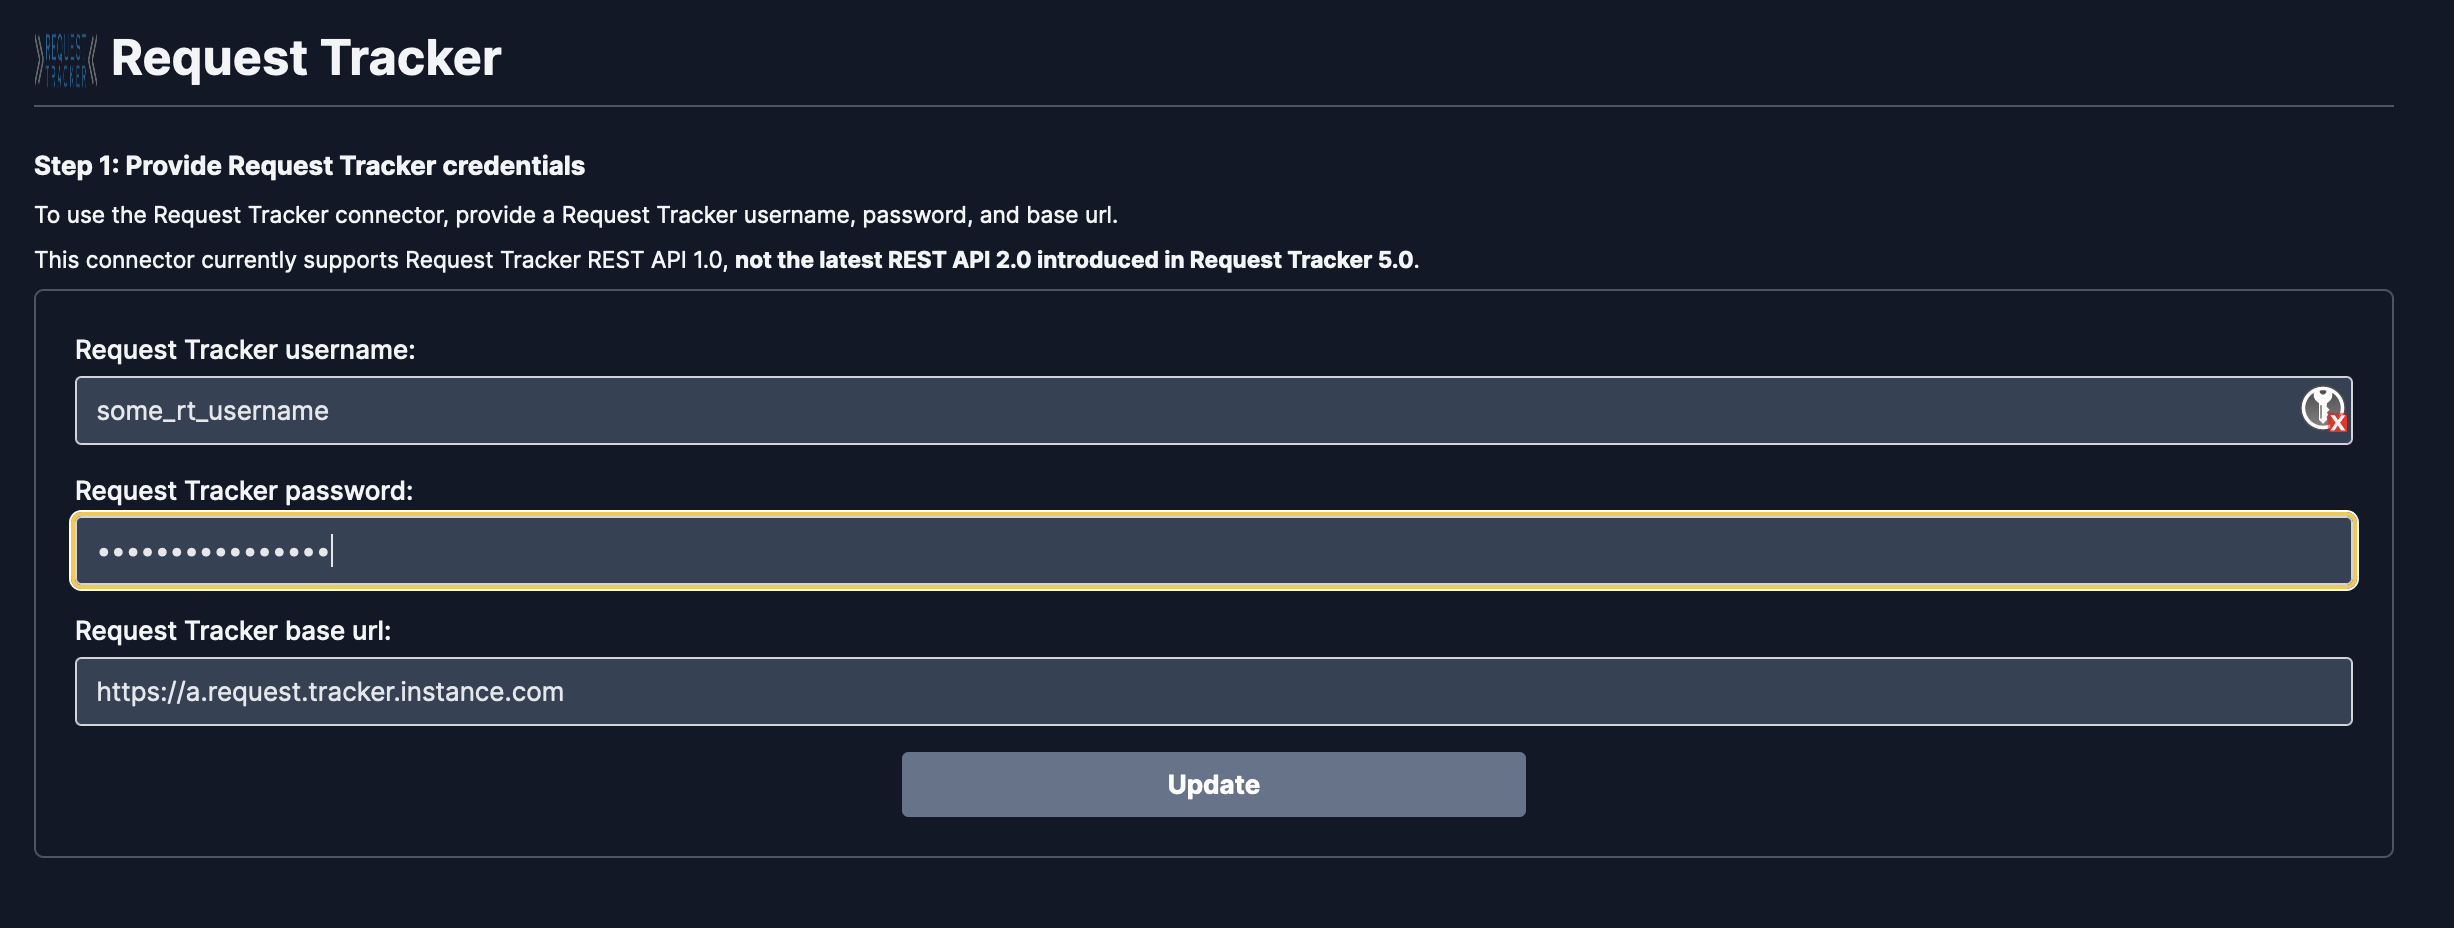 REQUEST
TRACKER
Request Tracker
Step 1: Provide Request Tracker credentials
To use the Request Tracker connector, provide a Request Tracker username, password, and base url.
This connector currently supports Request Tracker REST API 1.0, not the latest REST API 2.0 introduced in Request Tracker 5.0.
Request Tracker username:
some_rt_username
X
Request Tracker password:
••••••••••••••••
Request Tracker base url:
https://a.request.tracker.instance.com
Update